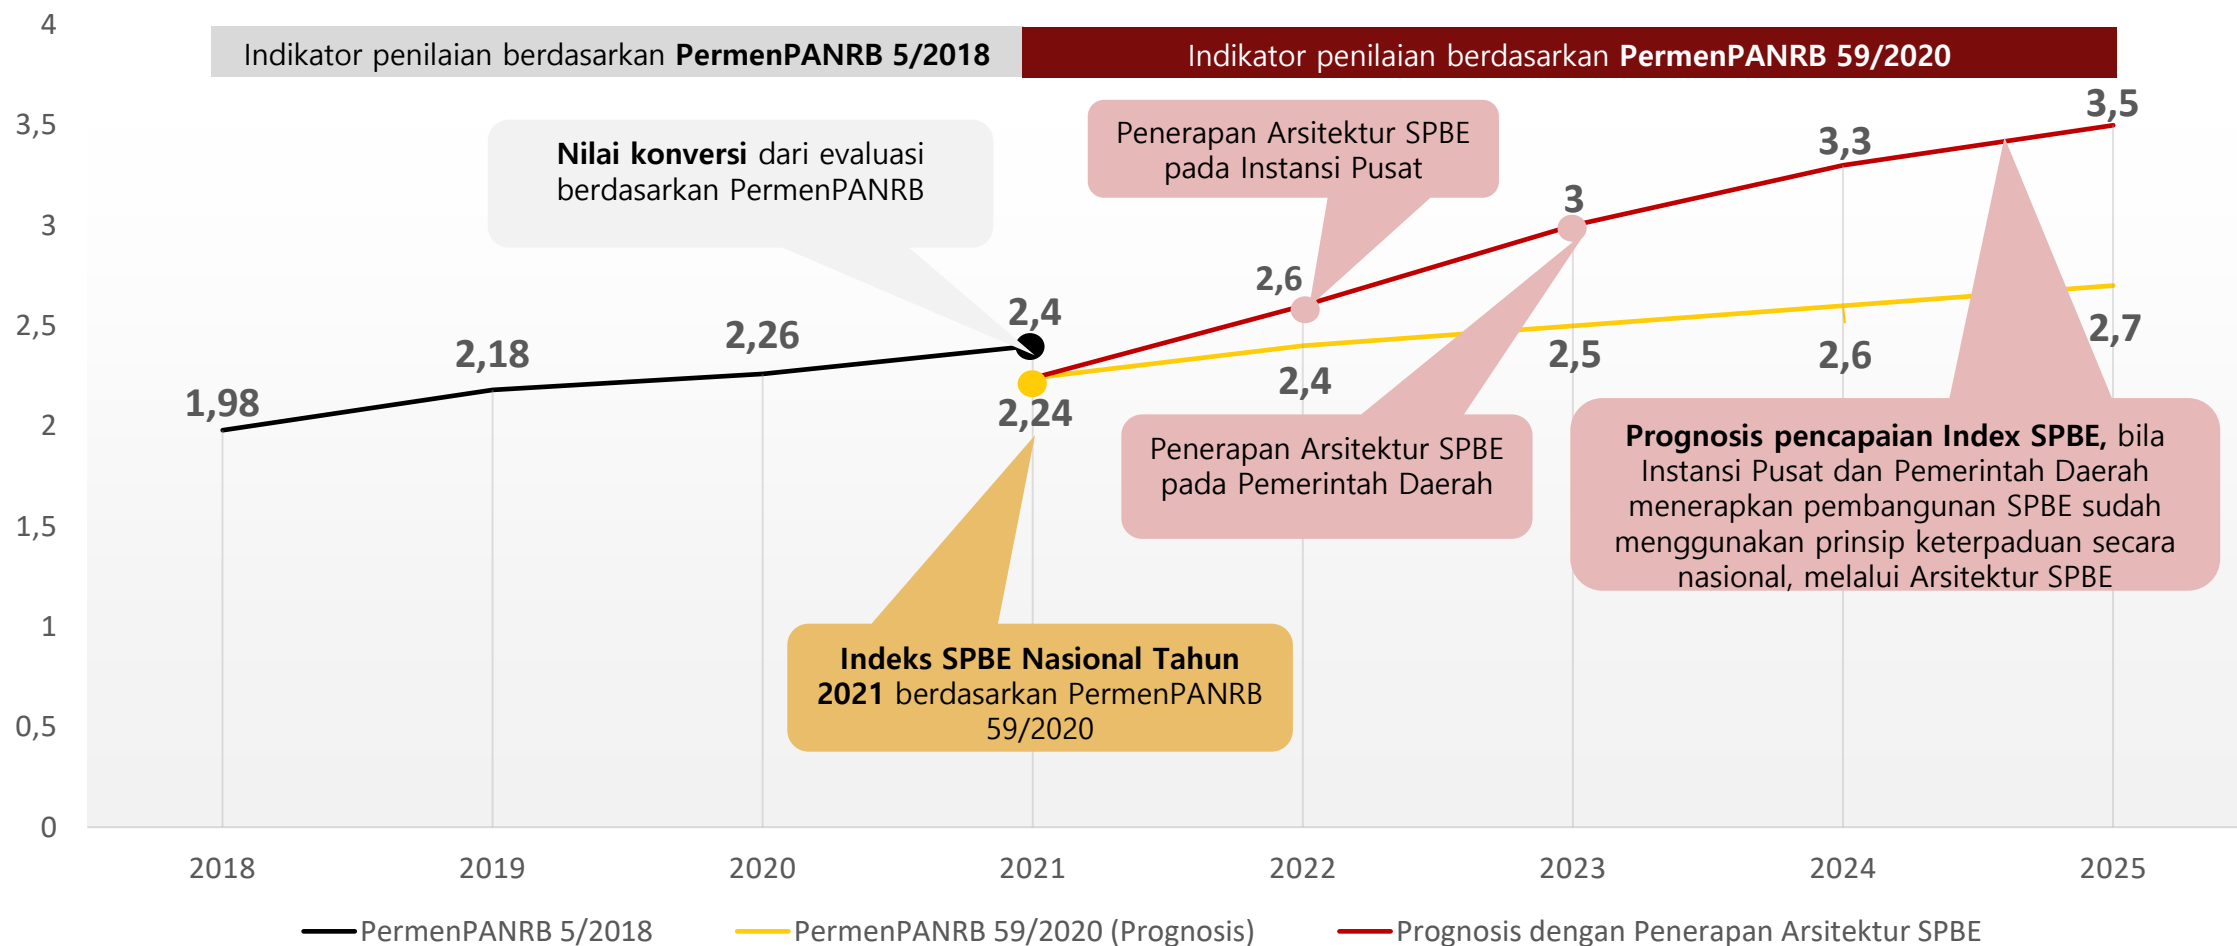 4
Indikator penilaian berdasarkan PermenPANRB 5/2018
Indikator penilaian berdasarkan PermenPANRB 59/2020
3,5
3
2,5
2
1,5
1
0,5
0
Nilai konversi dari evaluasi
berdasarkan PermenPANRB
Penerapan Arsitektur SPBE
pada Instansi Pusat
3,5
3,3
3
2,6
2,4
2,26
2,18
1,98
2,24
2,4
2,5
2,6
2,7
Penerapan Arsitektur SPBE
pada Pemerintah Daerah
Prognosis pencapaian Index SPBE, bila
Instansi Pusat dan Pemerintah Daerah
menerapkan pembangunan SPBE sudah
menggunakan prinsip keterpaduan secara
nasional, melalui Arsitektur SPBE
Indeks SPBE Nasional Tahun
2021 berdasarkan PermenPANRB
59/2020
2018
2019
2020
2021
2022
2023
2024
2025
PermenPANRB 5/2018
PermenPANRB 59/2020 (Prognosis)
Prognosis dengan Penerapan Arsitektur SPBE